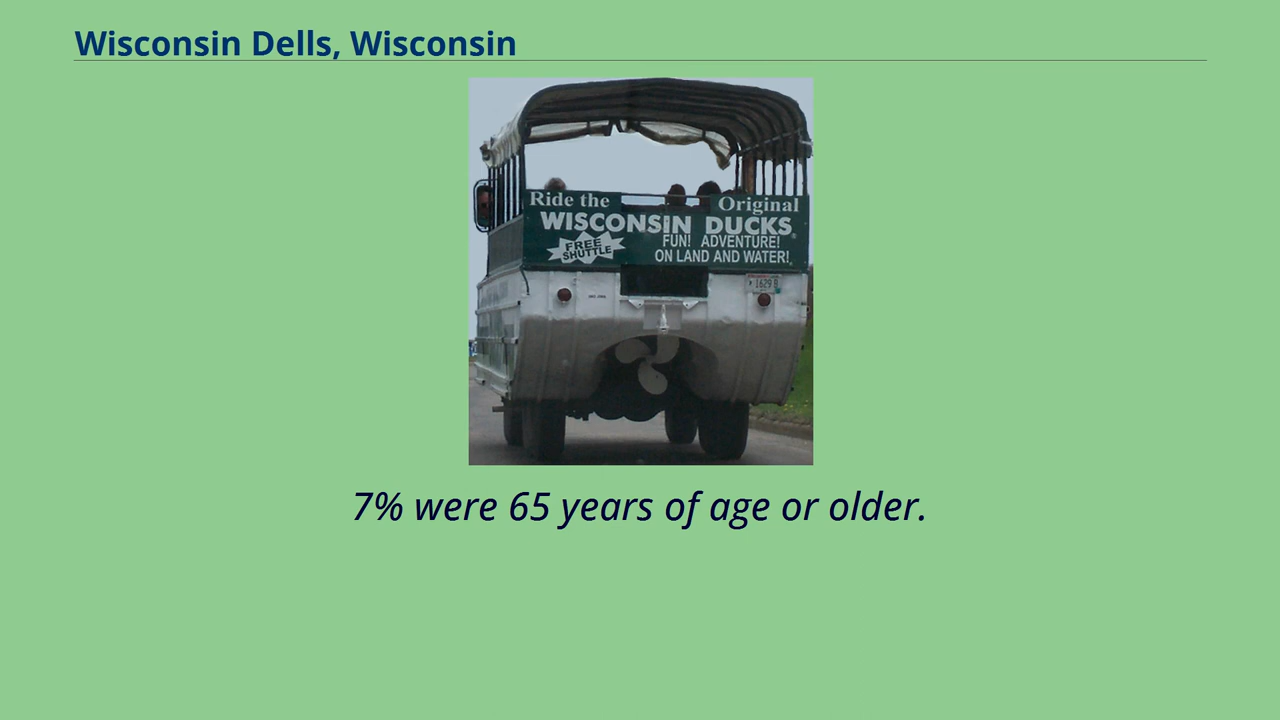 Wisconsin Dells, Wisconsin
Ride the Original
WISCONSIN DUCKS
FREE SHUTTLE
FUN! ADVENTURE!
ON LAND AND WATER!
1629 B
7% were 65 years of age or older.